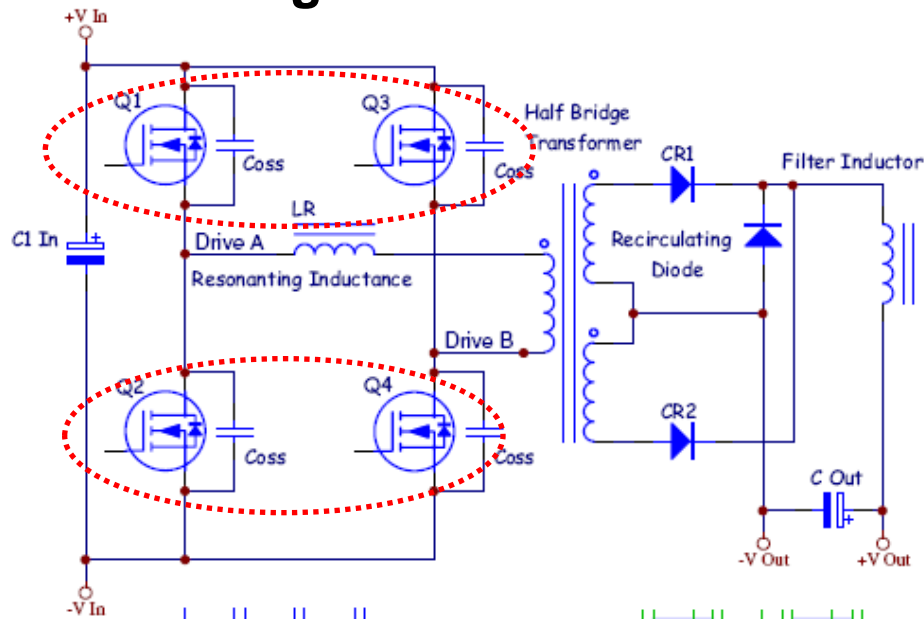 g
+V In
Q1
Q3
Half Bridge
Transformer
Coss
Coss
CR1
Filter Inductor
LR
C1 In
+
Drive A
Resonanting Inductance
Recirculating
Diode
Drive B
Q2
Q4
CR2
Coss
Coss
C Out
+
-V Out
+V Out
-V In